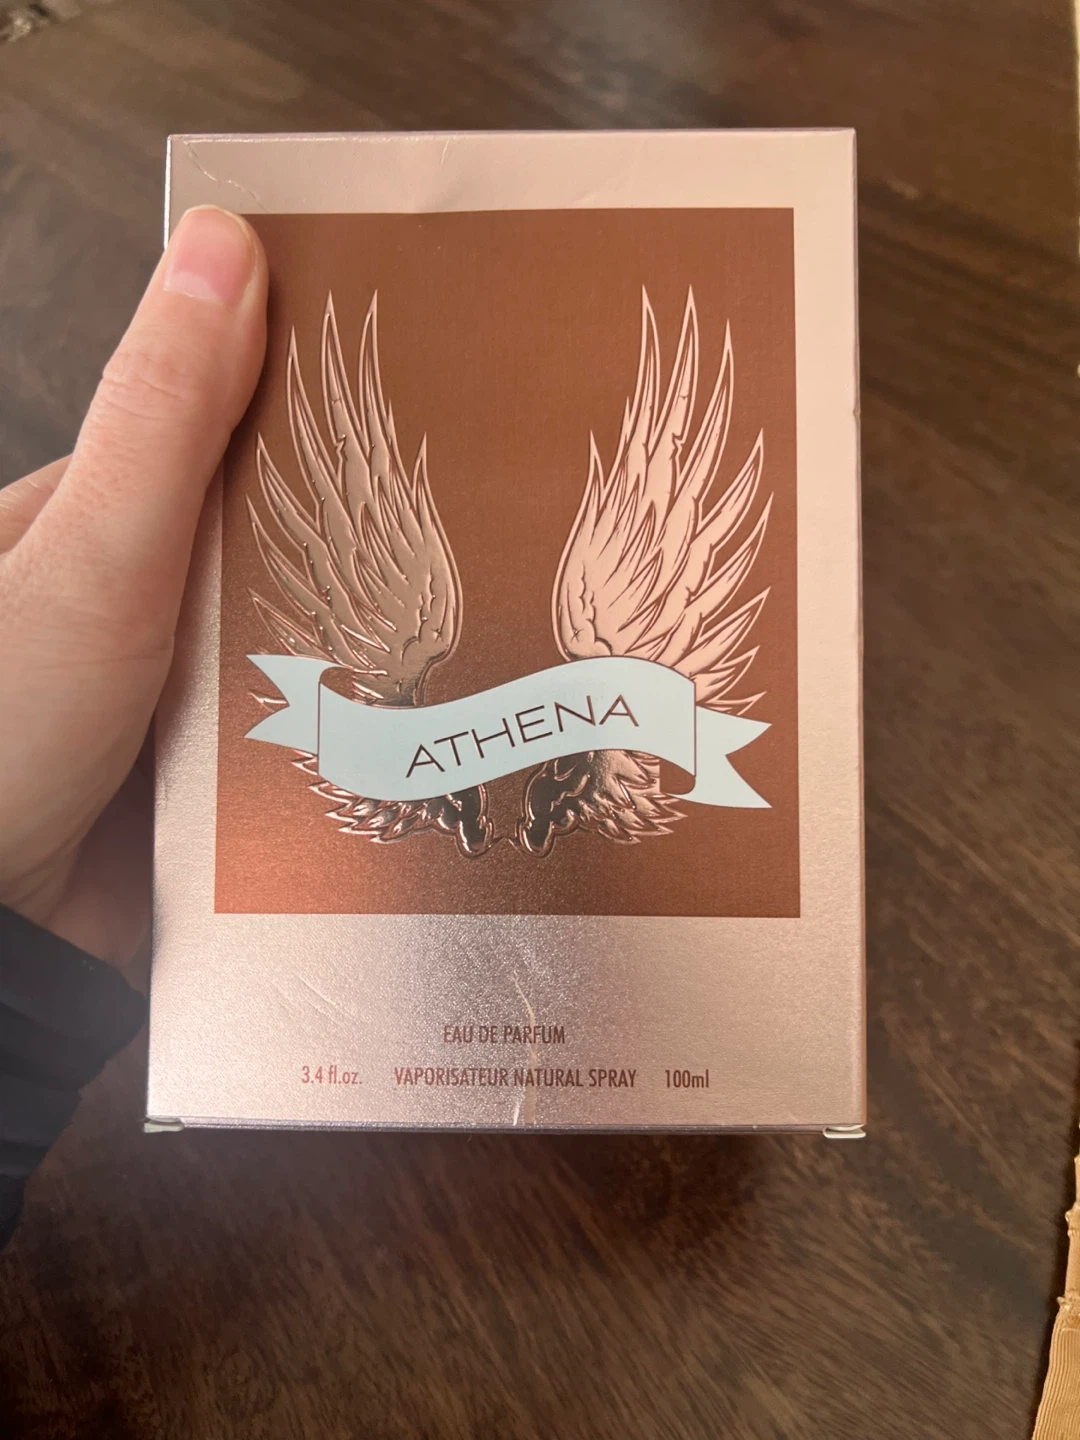 ATHENA
EAU DE PARFUM
3.4 fl.oz. VAPORISATEUR NATURAL SPRAY 100ml